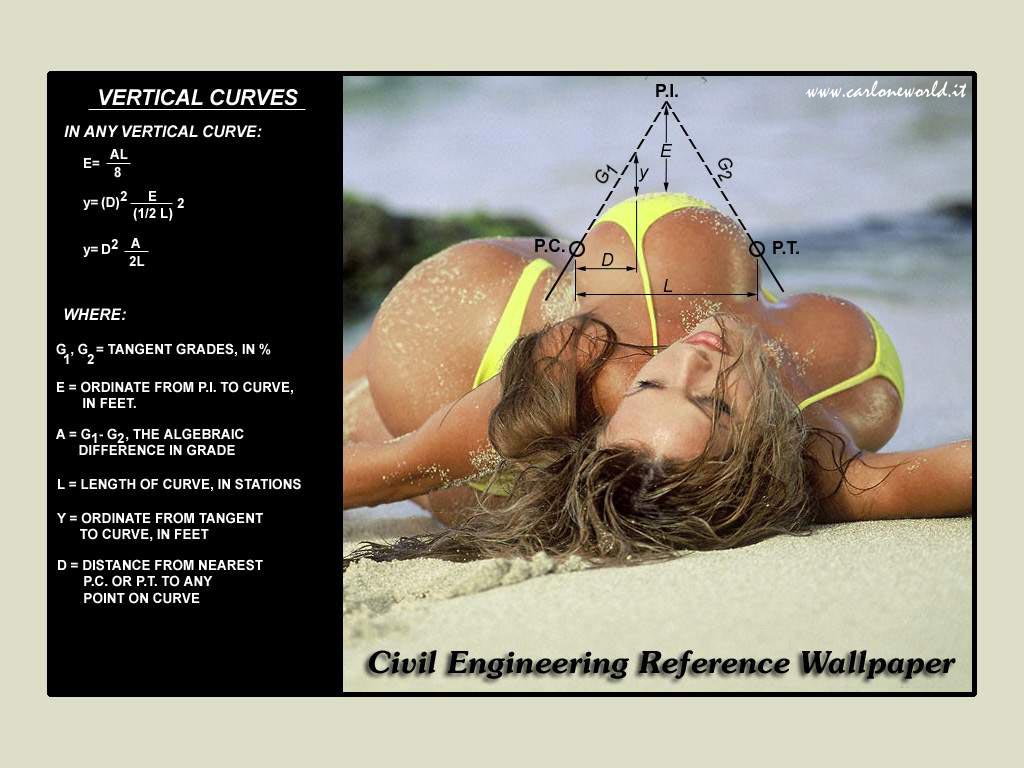 VERTICAL CURVES
IN ANY VERTICAL CURVE:
E= AL
8
y= (D)2 E 2
(1/2 L)
y= D2 A
2L
WHERE:
G1, G2 = TANGENT GRADES, IN %
E = ORDINATE FROM P.I. TO CURVE,
IN FEET.
A = G1- G2, THE ALGEBRAIC
DIFFERENCE IN GRADE
L = LENGTH OF CURVE, IN STATIONS
Y = ORDINATE FROM TANGENT
TO CURVE, IN FEET
D = DISTANCE FROM NEAREST
P.C. OR P.T. TO ANY
POINT ON CURVE
www.carloneworld.it
P.I.
E
G1
y
G2
P.C.
P.T.
D
L
Civil Engineering Reference Wallpaper